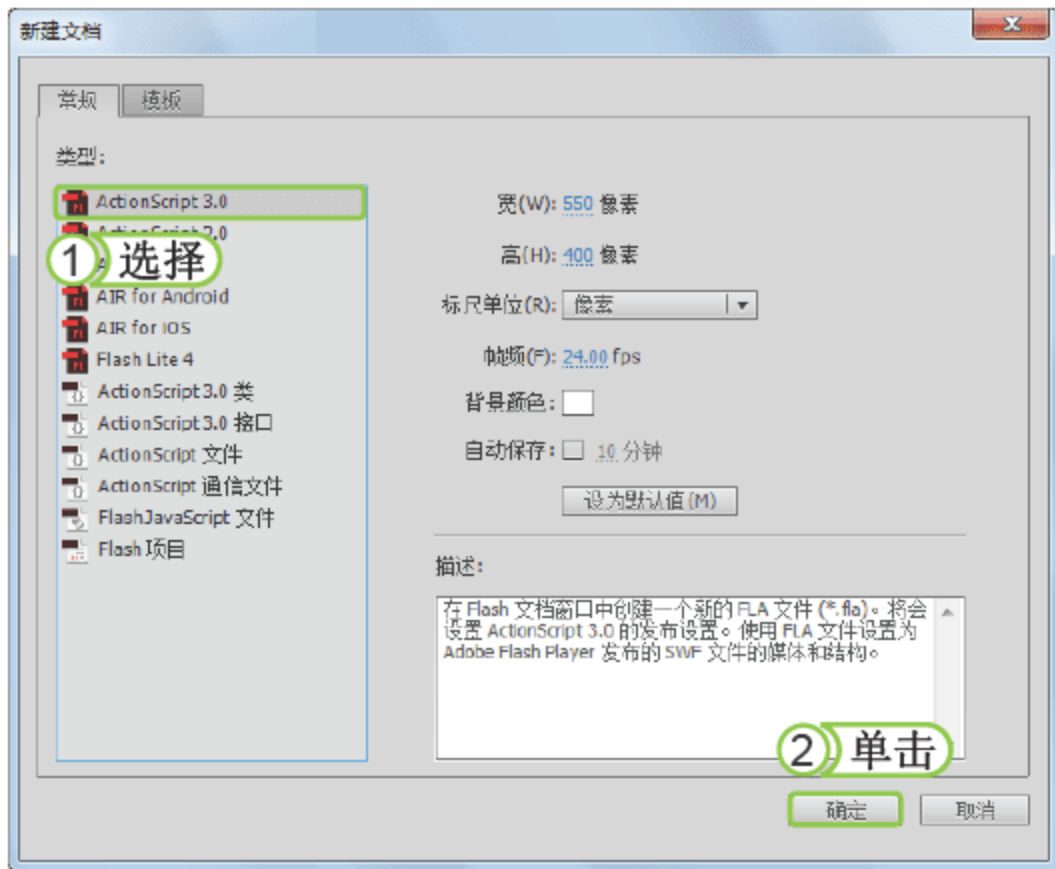 新建文档
常规 模板
类型:
ActionScript 3.0
ActionScript 2.0
① 选择
AIR for Android
AIR for IOS
Flash Lite 4
ActionScript 3.0 类
ActionScript 3.0 接口
ActionScript 文件
ActionScript 通信文件
FlashJavaScript 文件
Flash 项目
宽(W): 550 像素
高(H): 400 像素
标尺单位(R): 像素
帧频(F): 24.00 fps
背景颜色:
自动保存: 10 分钟
设为默认值(M)
描述:
在 Flash 文档窗口中创建一个新的 FLA 文件 (*.fla)。将会
设置 ActionScript 3.0 的发布设置。使用 FLA 文件设置为
Adobe Flash Player 发布的 SWF 文件的媒体和结构。
② 单击
确定 取消